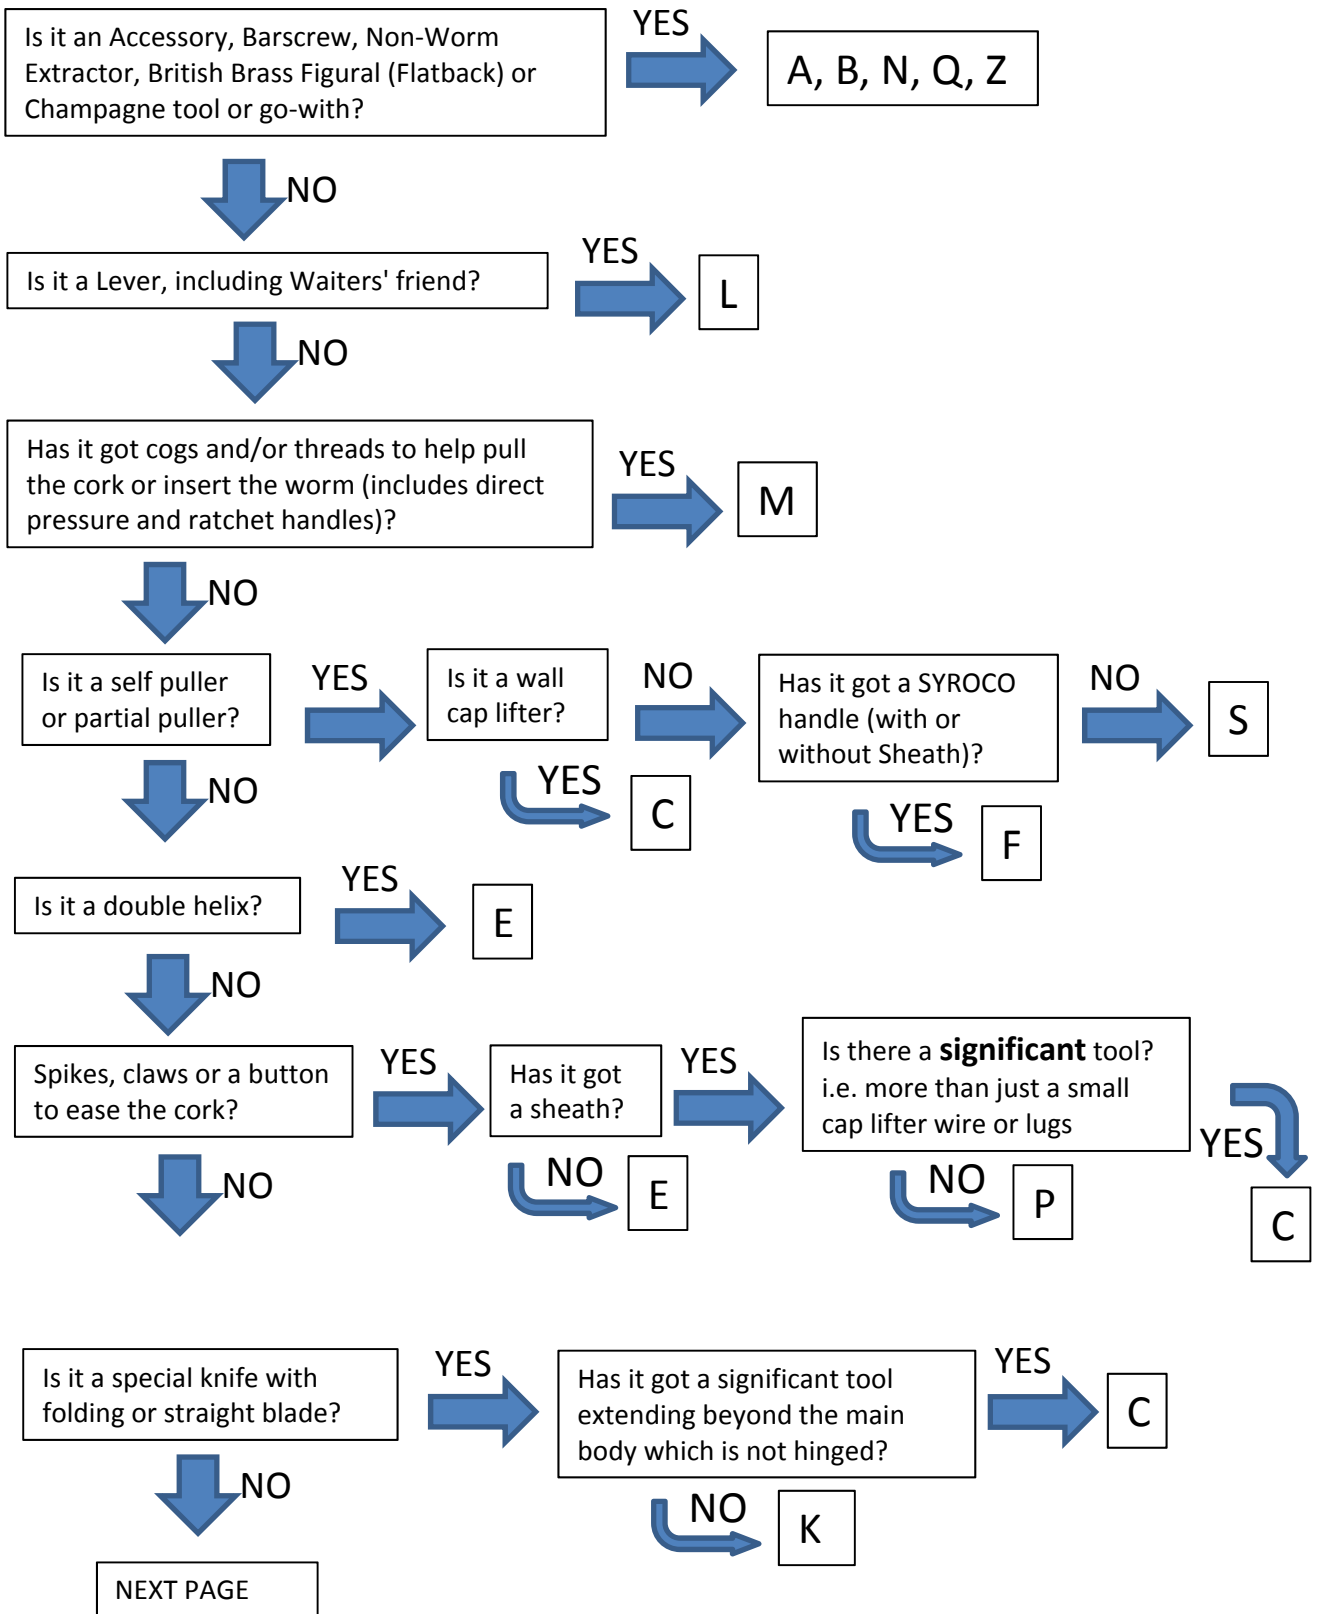 Is it an Accessory, Barscrew, Non-Worm
Extractor, British Brass Figural (Flatback) or
Champagne tool or go-with?
YES
A, B, N, Q, Z
NO
Is it a Lever, including Waiters' friend?
YES
L
NO
Has it got cogs and/or threads to help pull
the cork or insert the worm (includes direct
pressure and ratchet handles)?
YES
M
NO
Is it a self puller
or partial puller?
YES
Is it a wall
cap lifter?
NO
Has it got a SYROCO
handle (with or
without Sheath)?
NO
S
YES
C
YES
F
NO
Is it a double helix?
YES
E
NO
Spikes, claws or a button
to ease the cork?
YES
Has it got
a sheath?
YES
Is there a significant tool?
i.e. more than just a small
cap lifter wire or lugs
YES
C
NO
E
NO
P
NO
Is it a special knife with
folding or straight blade?
YES
Has it got a significant tool
extending beyond the main
body which is not hinged?
YES
C
NO
K
NO
NEXT PAGE